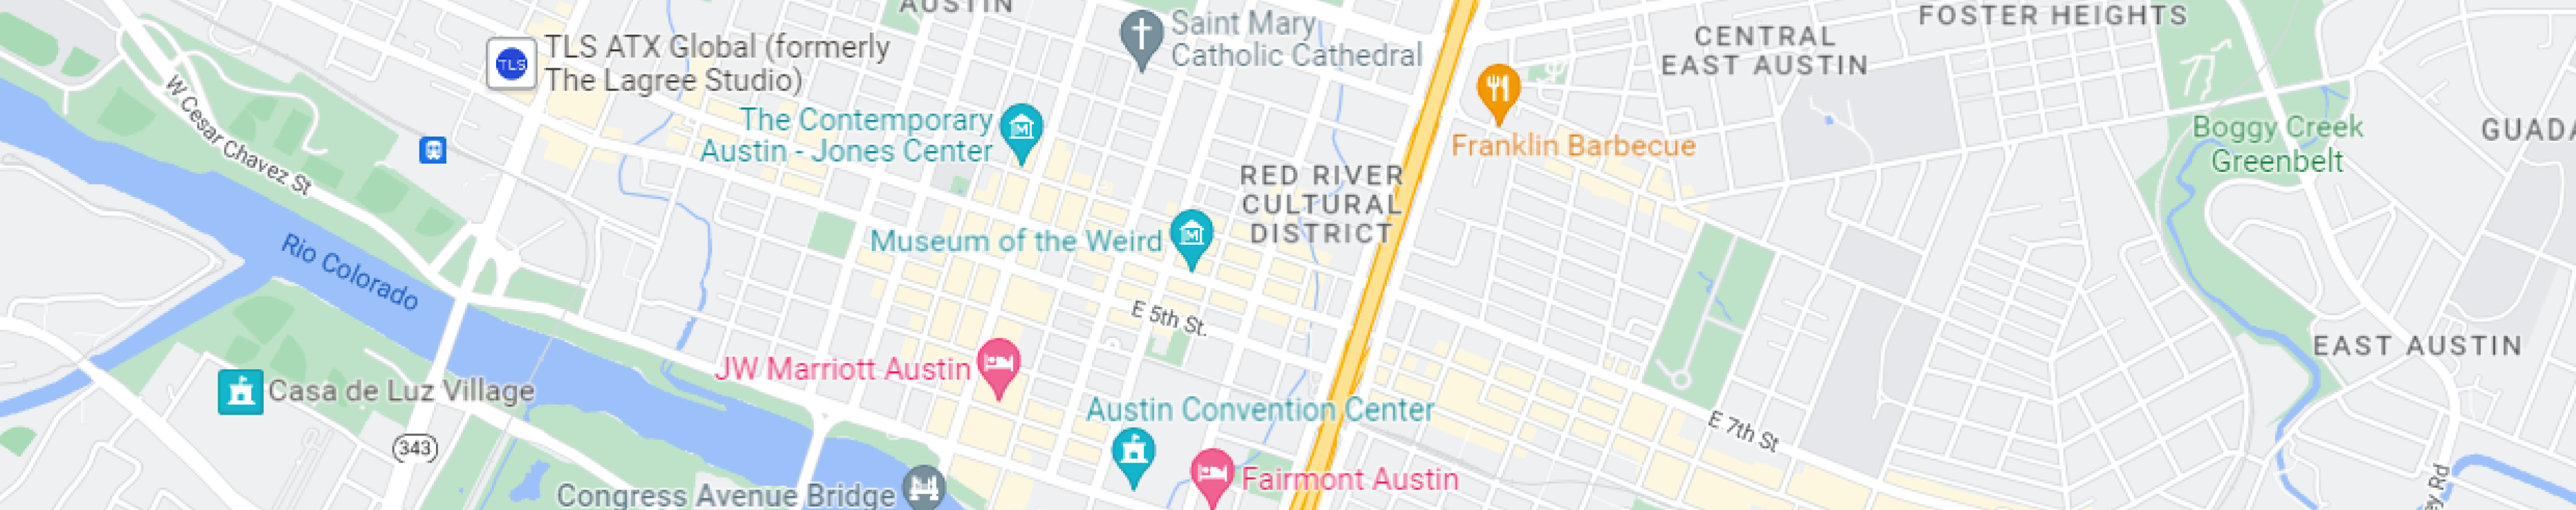 AUSTIN
Saint Mary
Catholic Cathedral
FOSTER HEIGHTS
CENTRAL
EAST AUSTIN
TLS
TLS ATX Global (formerly
The Lagree Studio)
W Cesar Chavez St
The Contemporary
Austin - Jones Center
M
Franklin Barbecue
Boggy Creek
Greenbelt
GUADA
RED RIVER
CULTURAL
DISTRICT
Museum of the Weird
M
Rio Colorado
E 5th St.
EAST AUSTIN
JW Marriott Austin
Casa de Luz Village
Austin Convention Center
E 7th St
343
Fairmont Austin
Congress Avenue Bridge
ey Rd